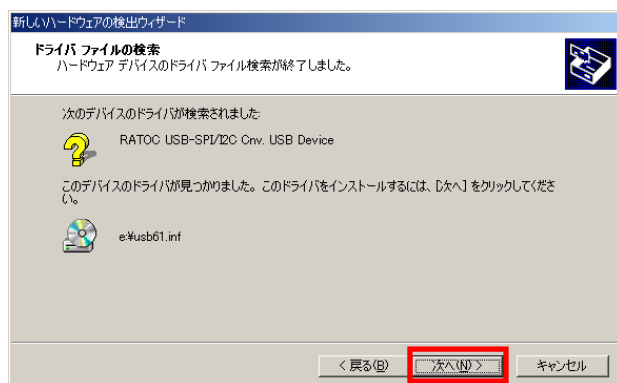 新しいハードウェアの検出ウィザード
ドライバ ファイルの検索
ハードウェア デバイスのドライバ ファイル検索が終了しました。
次のデバイスのドライバが検索されました:
RATOC USB-SPI/I2C Cnv. USB Device
このデバイスのドライバが見つかりました。このドライバをインストールするには、[次へ] をクリックしてくださ
い。
e:¥usb61.inf
< 戻る(B)
次へ(N) >
キャンセル